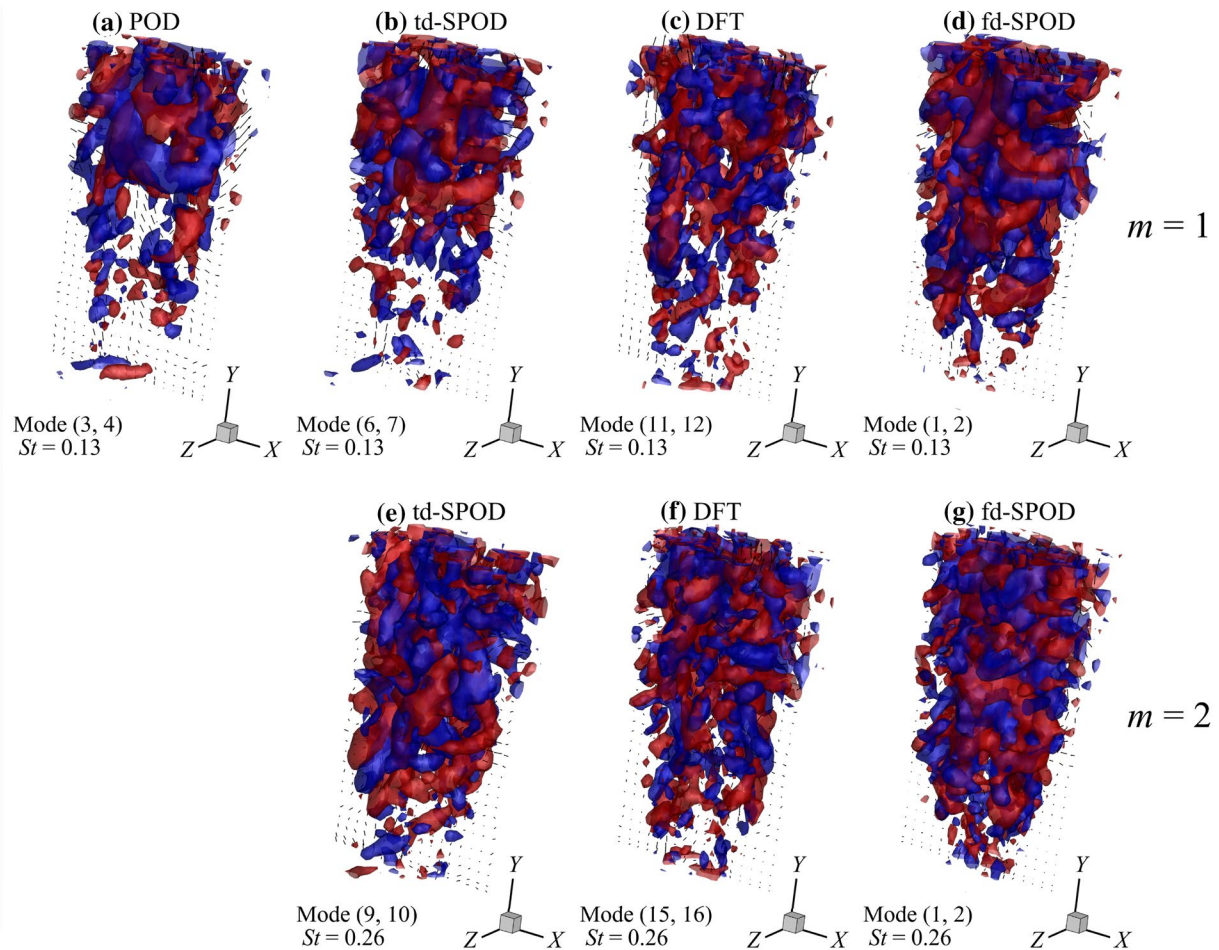 (a) POD
(b) td-SPOD
(c) DFT
(d) fd-SPOD
m = 1
Y
Z
X
Mode (3, 4)
St = 0.13
Y
Z
X
Mode (6, 7)
St = 0.13
Y
Z
X
Mode (11, 12)
St = 0.13
Y
Z
X
Mode (1, 2)
St = 0.13
(e) td-SPOD
(f) DFT
(g) fd-SPOD
m = 2
Y
Z
X
Mode (9, 10)
St = 0.26
Y
Z
X
Mode (15, 16)
St = 0.26
Y
Z
X
Mode (1, 2)
St = 0.26